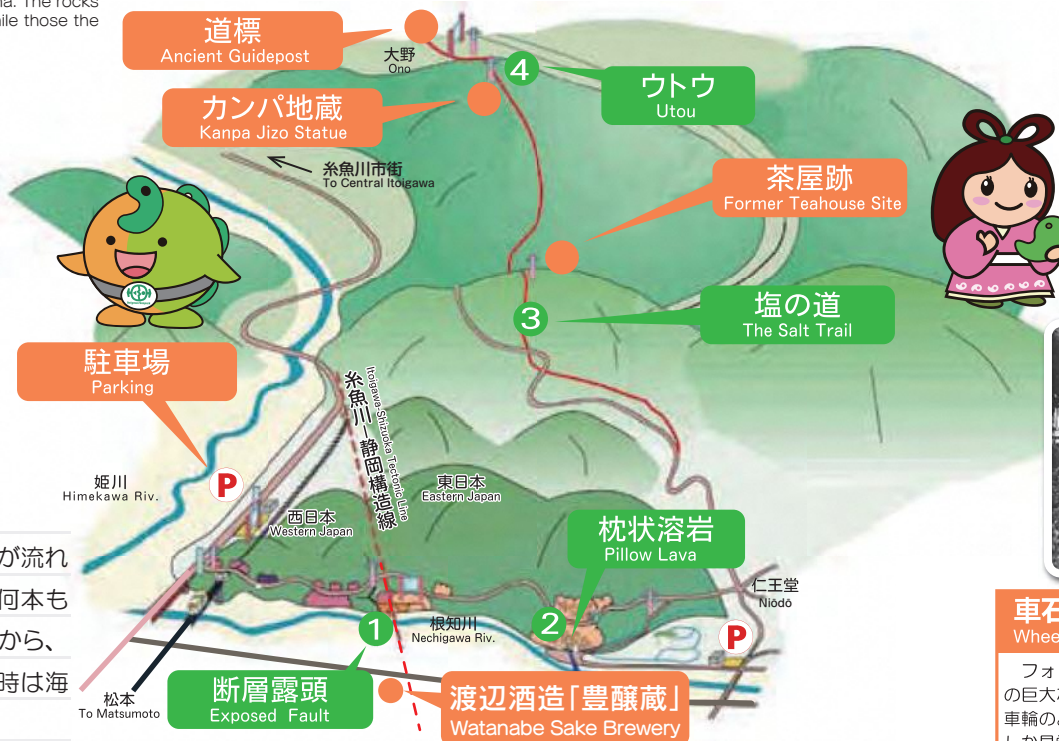 na. The rocks
ile those the
道標
Ancient Guidepost
大野
Ono
4
ウトウ
Utou
カンパ地蔵
Kanpa Jizo Statue
糸魚川市街
To Central Itoigawa
茶屋跡
Former Teahouse Site
3
塩の道
The Salt Trail
駐車場
Parking
糸魚川ー静岡構造線
Itoigawa-Shizuoka Tectonic Line
姫川
Himekawa Riv.
P
西日本
Western Japan
東日本
Eastern Japan
枕状溶岩
Pillow Lava
が流れ
何本も
から、
時は海
仁王堂
Niōdō
1
根知川
Nechigawa Riv.
2
P
松本
To Matsumoto
断層露頭
Exposed Fault
渡辺酒造「豊醸蔵」
Watanabe Sake Brewery
車石
Whee
フォ
の巨大
車輪の